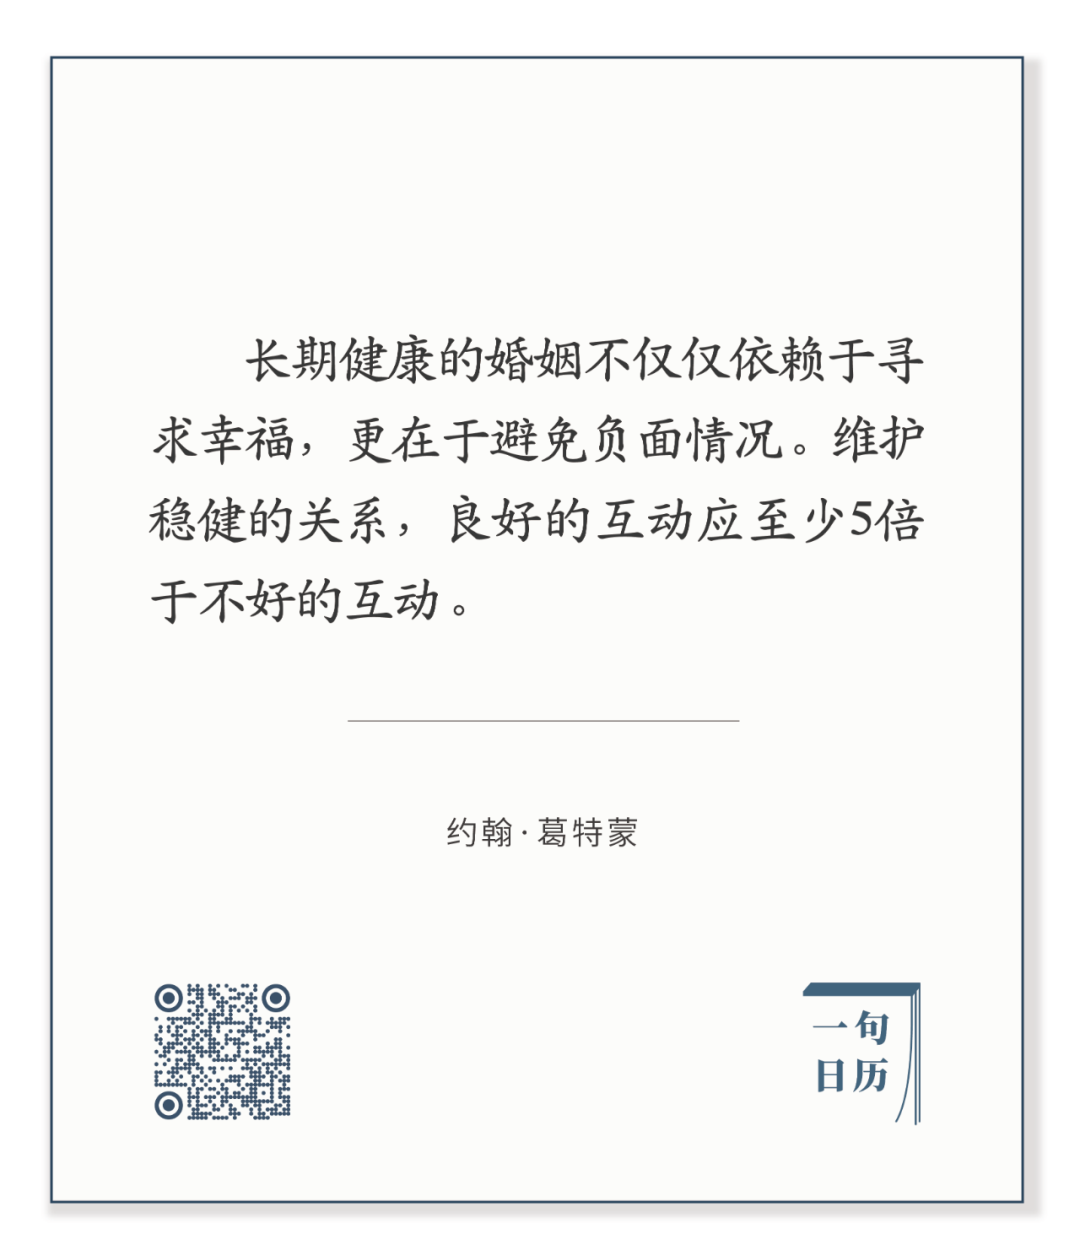 长期健康的婚姻不仅仅依赖于寻
求幸福，更在于避免负面情况。维护
稳健的关系，良好的互动应至少5倍
于不好的互动。
约翰·葛特蒙
一句
日历